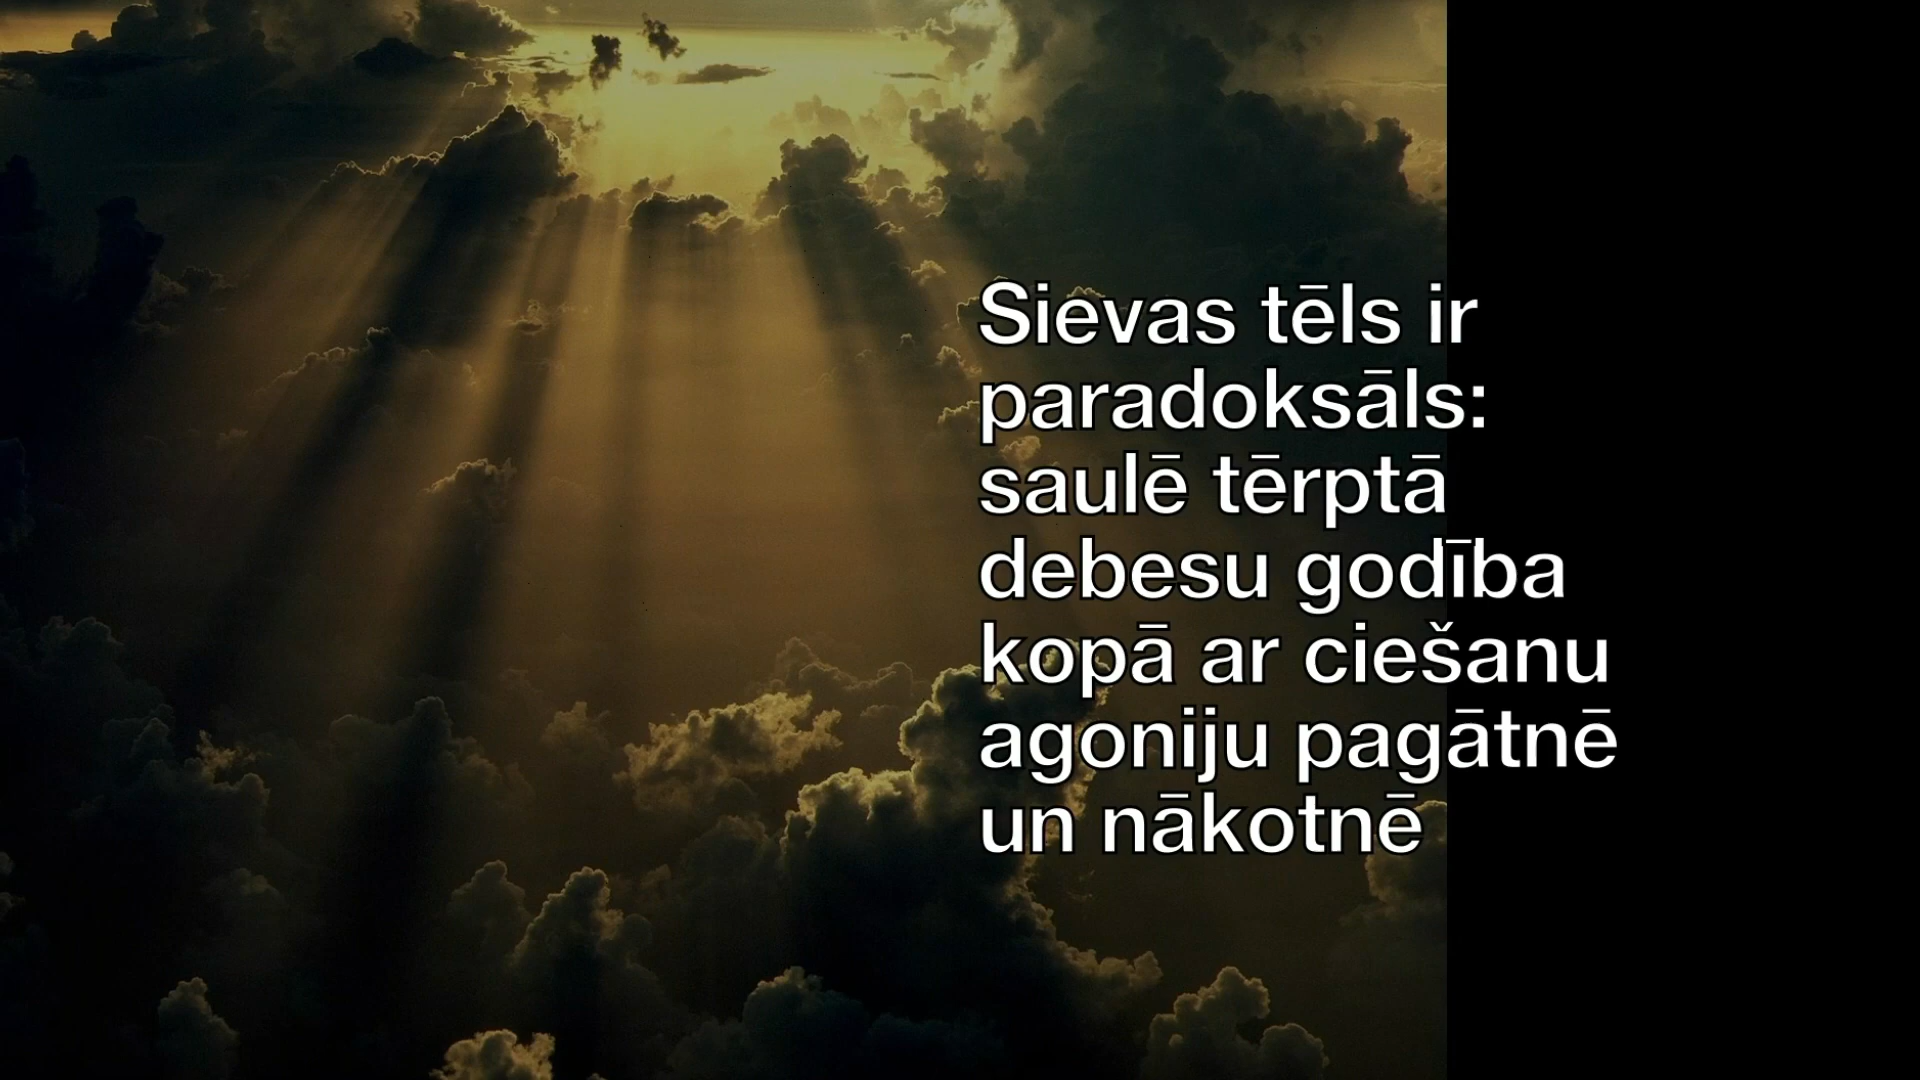 Sievas tēls ir
paradoksāls:
saulē tērptā
debesu godība
kopā ar ciešanu
agoniju pagātnē
un nākotnē